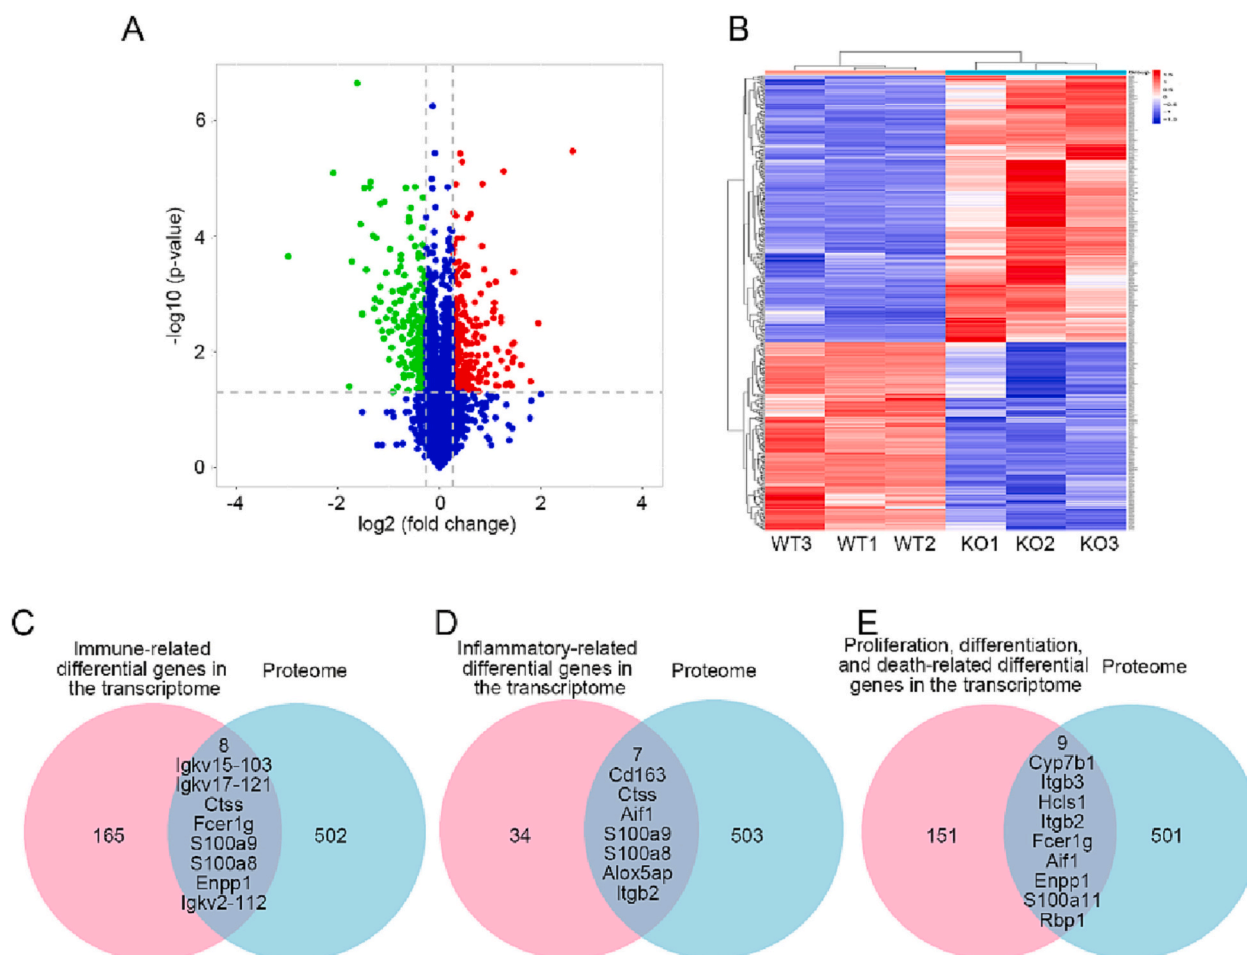 A
6
4
2
0
-log10 (p-value)
−4
−2
0
2
4
log2 (fold change)
B
WT3
WT1
WT2
KO1
KO2
KO3
C
Immune-related
differential genes in
the transcriptome
Proteome
165
8
Igkv15-103
Igkv17-121
Ctss
Fcer1g
S100a9
S100a8
Enpp1
Igkv2-112
502
D
Inflammatory-related
differential genes in
the transcriptome
Proteome
34
7
Cd163
Ctss
Aif1
S100a9
S100a8
Alox5ap
Itgb2
503
E
Proliferation, differentiation,
and death-related differential
genes in the transcriptome
Proteome
151
9
Cyp7b1
Itgb3
Hcls1
Itgb2
Fcer1g
Aif1
Enpp1
S100a11
Rbp1
501